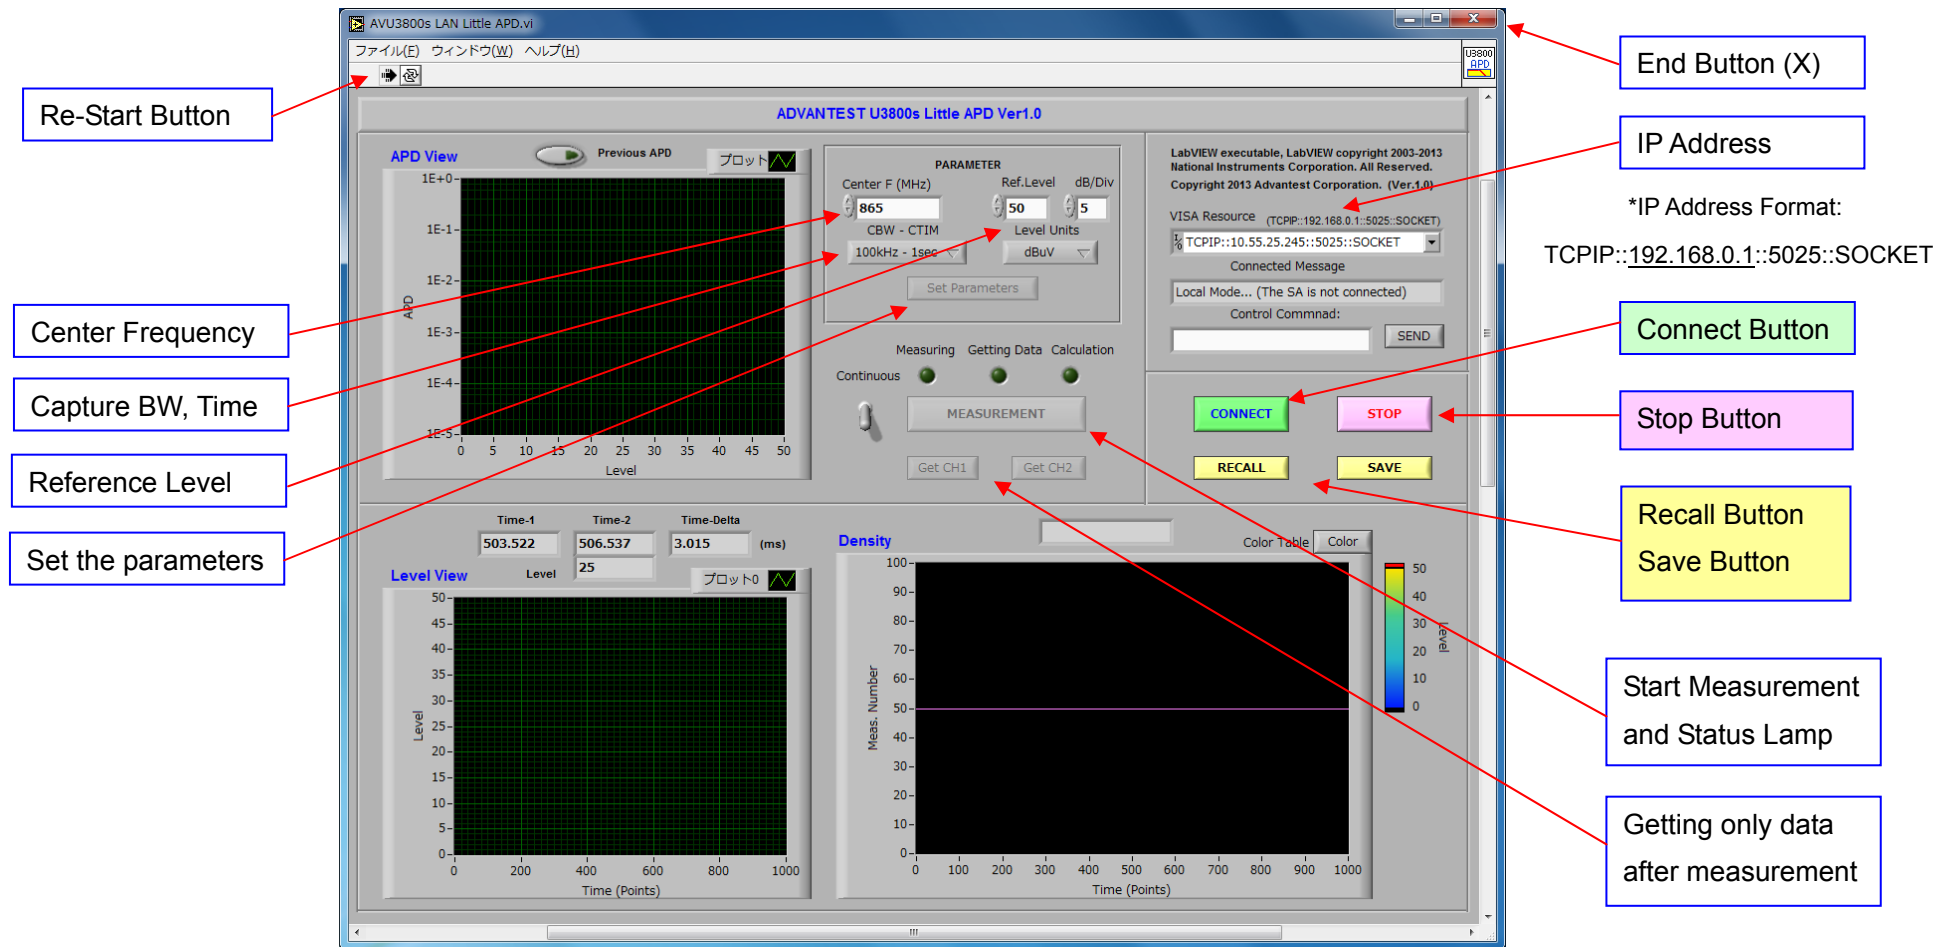 AVU3800s LAN Little APD.vi
ファイル(F) ウィンドウ(W) ヘルプ(H)
U3800
APD
ADVANTEST U3800s Little APD Ver1.0
Re-Start Button
Center Frequency
Capture BW, Time
Reference Level
Set the parameters
APD View
Previous APD
プロット
1E+0
1E-1
1E-2
1E-3
1E-4
1E-5
APD
0 5 10 15 20 25 30 35 40 45 50
Level
PARAMETER
Center F (MHz) Ref.Level dB/Div
865 50 5
CBW - CTIM Level Units
100kHz - 1sec dBuV
Set Parameters
Measuring Getting Data Calculation
Continuous
MEASUREMENT
Get CH1 Get CH2
LabVIEW executable, LabVIEW copyright 2003-2013
National Instruments Corporation. All Reserved.
Copyright 2013 Advantest Corporation. (Ver.1.0)
VISA Resource (TCPIP::192.168.0.1::5025::SOCKET)
TCPIP::10.55.25.245::5025::SOCKET
Connected Message
Local Mode... (The SA is not connected)
Control Commnad:
SEND
CONNECT STOP
RECALL SAVE
Time-1 Time-2 Time-Delta
503.522 506.537 3.015 (ms)
Level 25
Level View
プロット0
50
45
40
35
30
25
20
15
10
5
0
Level
0 200 400 600 800 1000
Time (Points)
Density
Color Table Color
100
90
80
70
60
50
40
30
20
10
0
Meas. Number
0 100 200 300 400 500 600 700 800 900 1000
Time (Points)
50
40
30
20
10
0
Level
End Button (X)
IP Address
*IP Address Format:
TCPIP::192.168.0.1::5025::SOCKET
Connect Button
Stop Button
Recall Button
Save Button
Start Measurement
and Status Lamp
Getting only data
after measurement